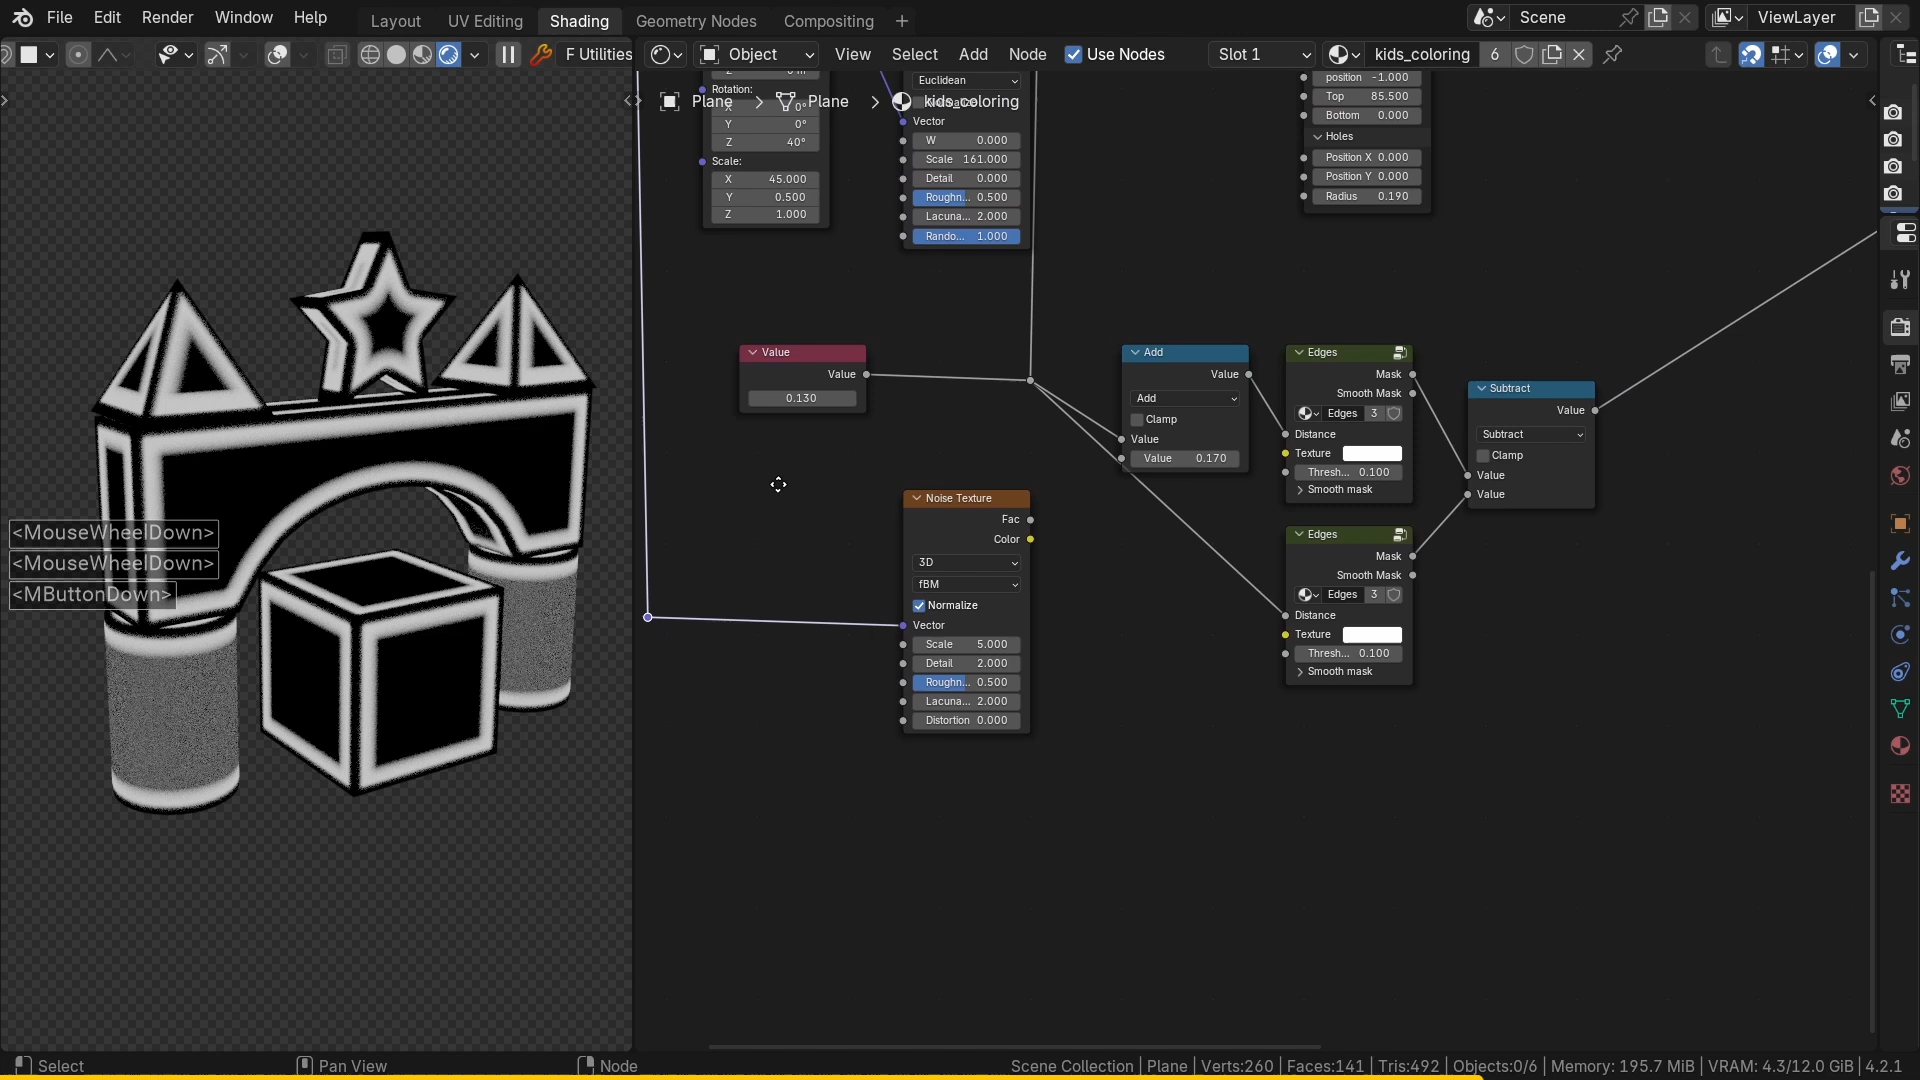 File Edit Render Window Help
Layout UV Editing Shading Geometry Nodes Compositing +
Scene ViewLayer
F Utilities
Object View Select Add Node Use Nodes Slot 1 kids_coloring 6
Plane > Plane > kids_coloring
Rotation:
0°
Y 0°
Z 40°
Scale:
X 45.000
Y 0.500
Z 1.000
Euclidean
Vector
W 0.000
Scale 161.000
Detail 0.000
Roughn... 0.500
Lacuna... 2.000
Rando... 1.000
position -1.000
Top 85.500
Bottom 0.000
Holes
Position X 0.000
Position Y 0.000
Radius 0.190
Value
Value
0.130
Add
Value
Add
Clamp
Value
Value 0.170
Edges
Mask
Smooth Mask
Edges 3
Distance
Texture
Thresh... 0.100
Smooth mask
Subtract
Value
Subtract
Clamp
Value
Value
Noise Texture
Fac
Color
3D
fBM
Normalize
Vector
Scale 5.000
Detail 2.000
Roughn... 0.500
Lacuna... 2.000
Distortion 0.000
Edges
Mask
Smooth Mask
Edges 3
Distance
Texture
Thresh... 0.100
Smooth mask
<MouseWheelDown>
<MouseWheelDown>
<MButtonDown>
Select Pan View Node Scene Collection | Plane | Verts:260 | Faces:141 | Tris:492 | Objects:0/6 | Memory: 195.7 MiB | VRAM: 4.3/12.0 GiB | 4.2.1